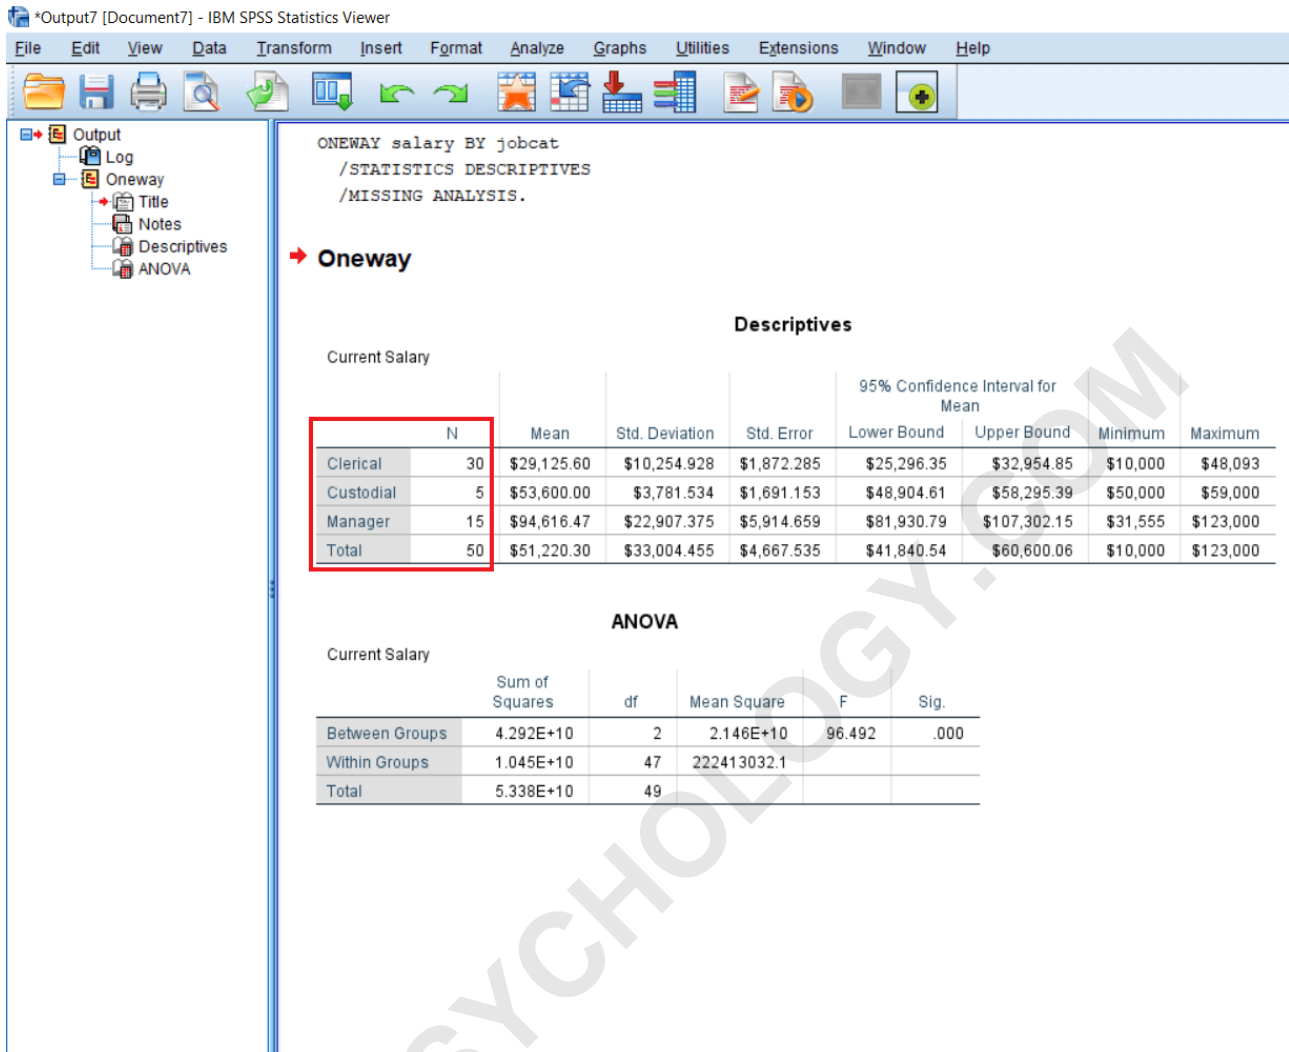 *Output7 [Document7] - IBM SPSS Statistics Viewer
File Edit View Data Transform Insert Format Analyze Graphs Utilities Extensions Window Help
Output
Log
Oneway
Title
Notes
Descriptives
ANOVA
ONEWAY salary BY jobcat
/STATISTICS DESCRIPTIVES
/MISSING ANALYSIS.
Oneway
Descriptives
Current Salary
95% Confidence Interval for
Mean
N Mean Std. Deviation Std. Error Lower Bound Upper Bound Minimum Maximum
Clerical 30 $29,125.60 $10,254.928 $1,872.285 $25,296.35 $32,954.85 $10,000 $48,093
Custodial 5 $53,600.00 $3,781.534 $1,691.153 $48,904.61 $58,295.39 $50,000 $59,000
Manager 15 $94,616.47 $22,907.375 $5,914.659 $81,930.79 $107,302.15 $31,555 $123,000
Total 50 $51,220.30 $33,004.455 $4,667.535 $41,840.54 $60,600.06 $10,000 $123,000
ANOVA
Current Salary
Sum of
Squares df Mean Square F Sig.
Between Groups 4.292E+10 2 2.146E+10 96.492 .000
Within Groups 1.045E+10 47 222413032.1
Total 5.338E+10 49
SYCHOLOGY.COM